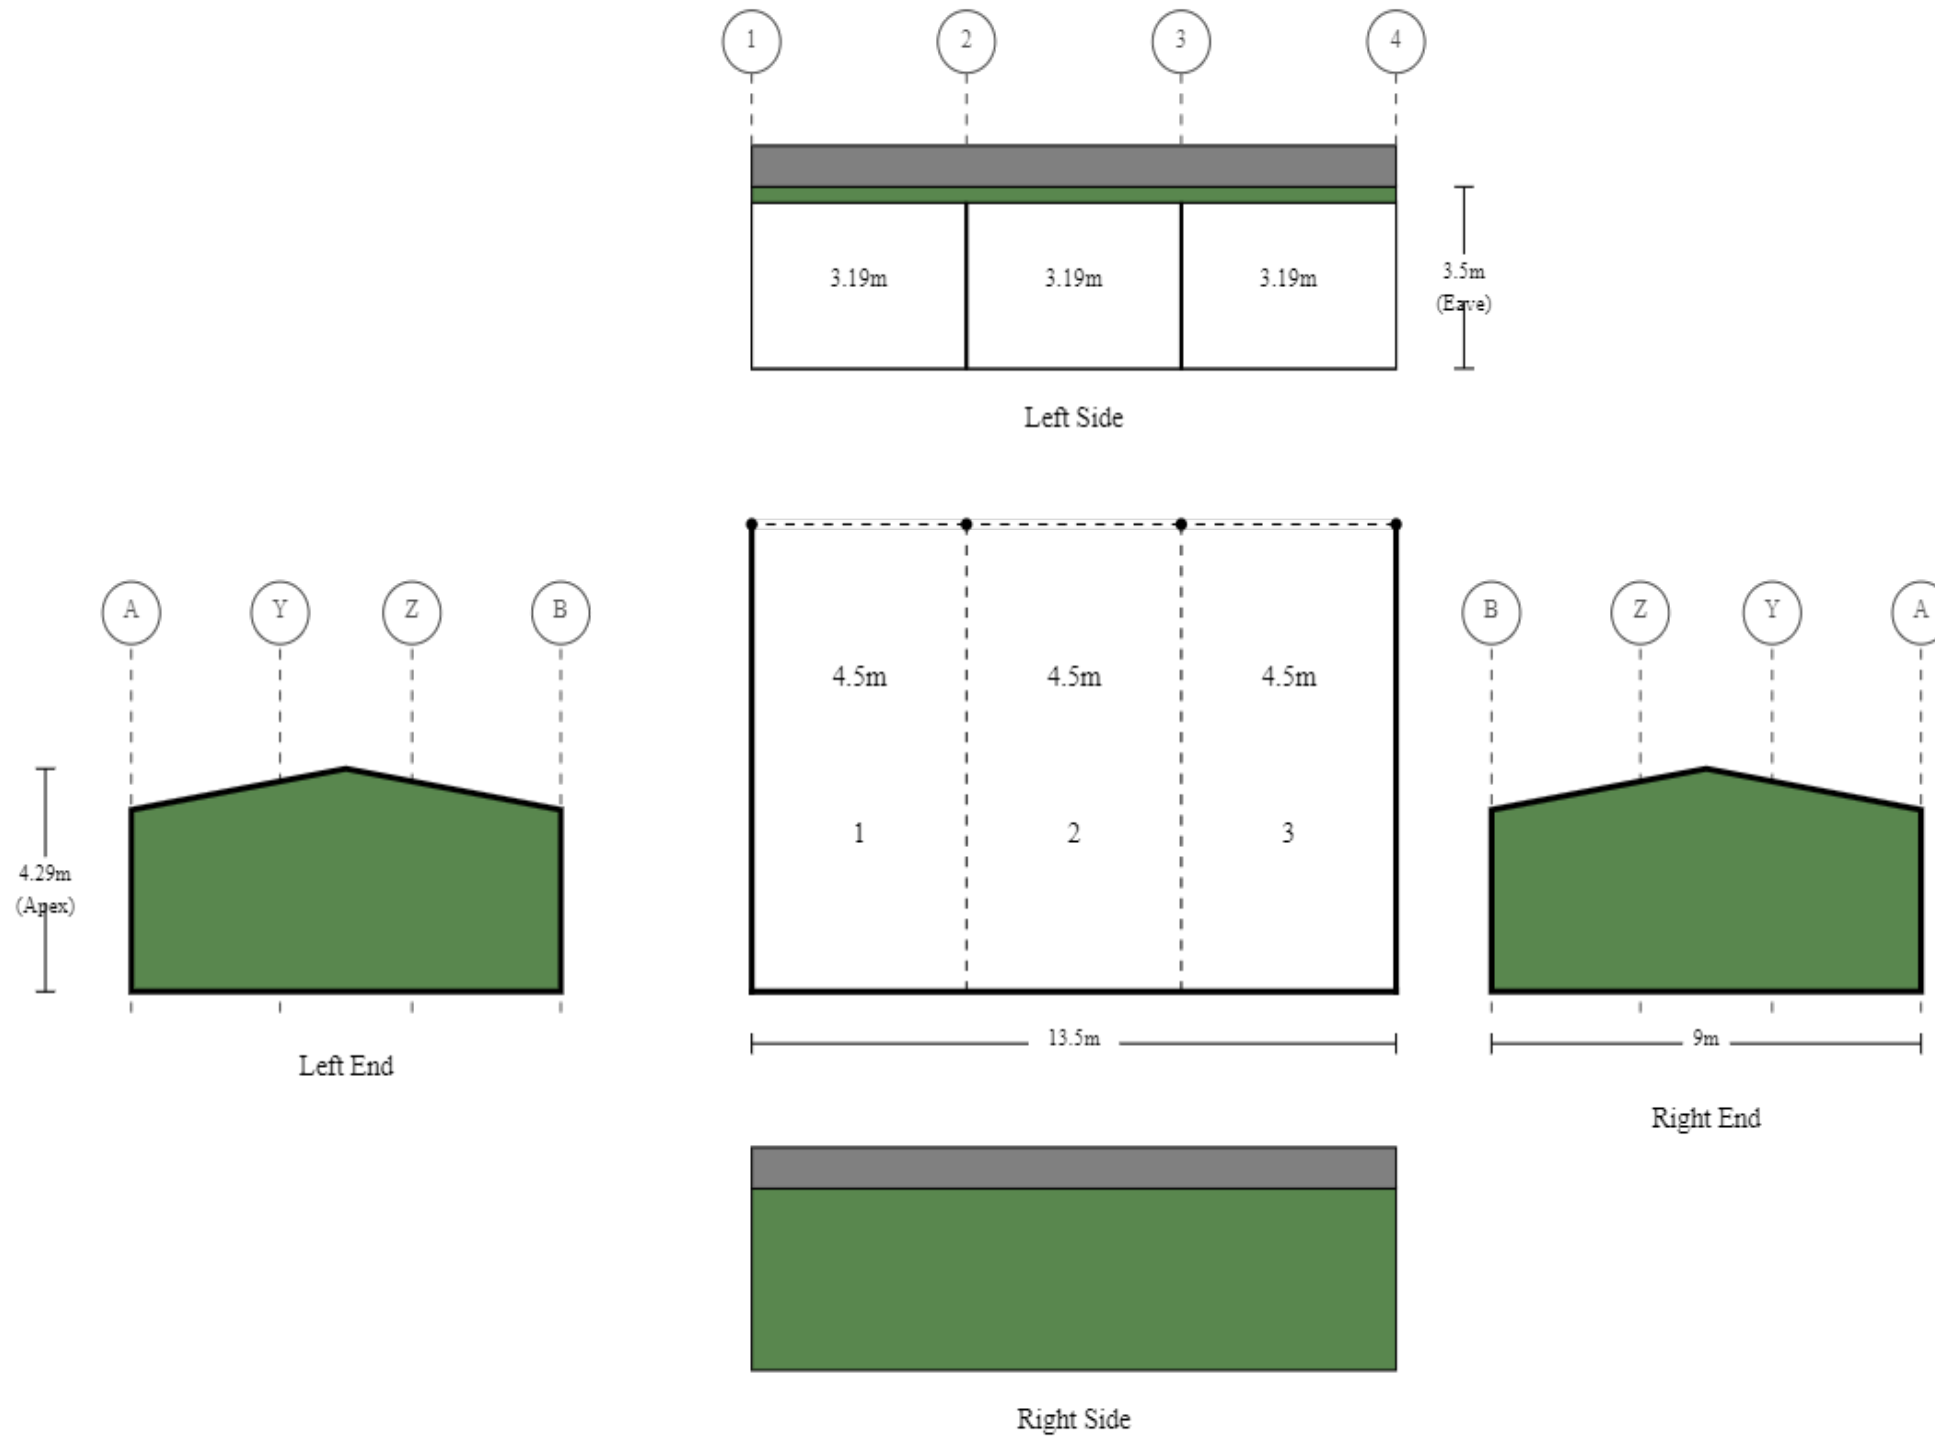 1
2
3
4
3.19m
3.19m
3.19m
3.5m
(Eave)
Left Side
A
Y
Z
B
4.29m
(Apex)
Left End
4.5m
4.5m
4.5m
1
2
3
13.5m
B
Z
Y
A
9m
Right End
Right Side